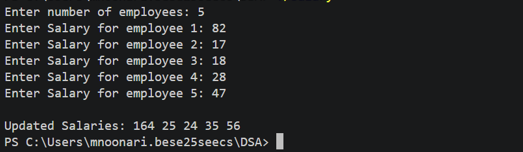 Enter number of employees: 5
Enter Salary for employee 1: 82
Enter Salary for employee 2: 17
Enter Salary for employee 3: 18
Enter Salary for employee 4: 28
Enter Salary for employee 5: 47
Updated Salaries: 164 25 24 35 56
PS C:\Users\mnoonari.bese25seecs\DSA>